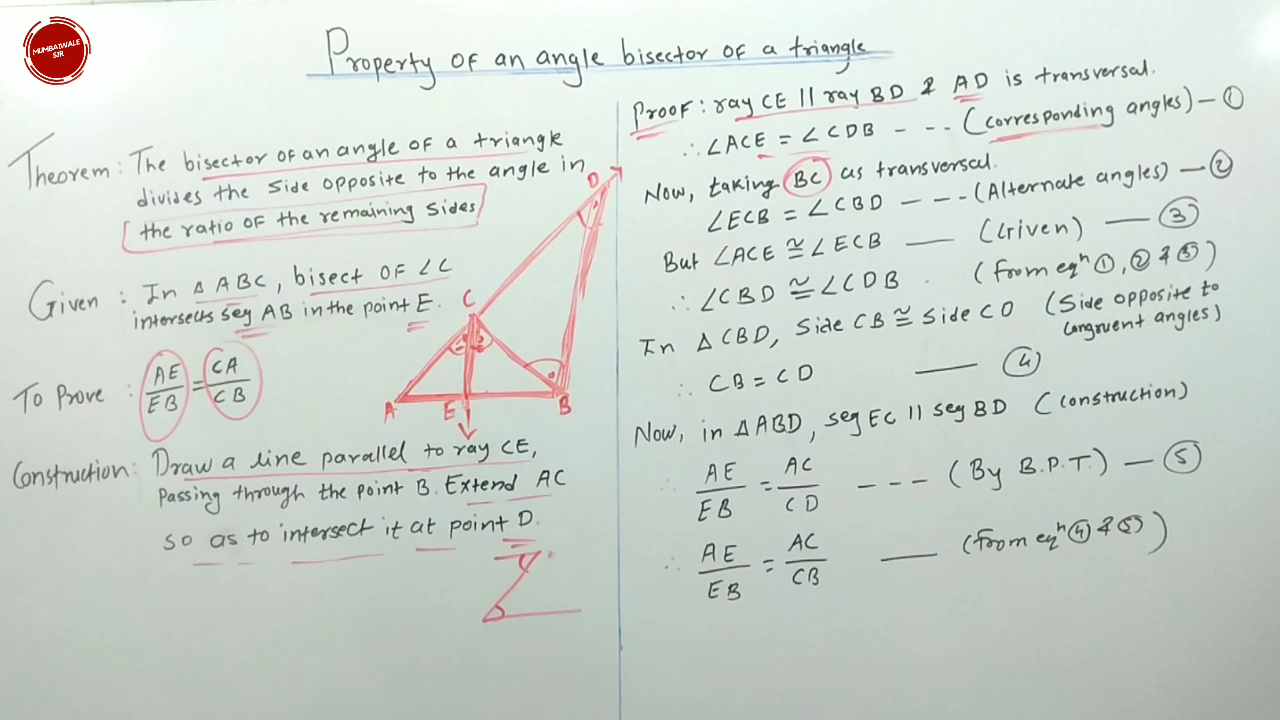 MUMBAIWALE
SIR
Property of an angle bisector of a triangle
Theorem: The bisector of an angle of a triangle
divides the side opposite to the angle in
the ratio of the remaining sides
Given : In Δ ABC, bisect of ∠C
intersects seg AB in the point E.
To Prove : AE/EB = CA/CB
D
C
A
E
B
Construction: Draw a line parallel to ray CE,
Passing through the point B. Extend AC
so as to intersect it at point D.
Proof: ray CE || ray BD & AD is transversal.
∴ ∠ACE = ∠CDB - - - (corresponding angles) — ①
Now, taking BC as transversal.
∠ECB = ∠CBD - - - (Alternate angles) — ②
But ∠ACE ≅ ∠ECB — (Given) — ③
∴ ∠CBD ≅ ∠CDB . (from eqⁿ ①, ② & ③)
In Δ CBD, side CB ≅ side CD (Side opposite to
congruent angles)
∴ CB = CD — ④
Now, in ΔABD, seg EC || seg BD (construction)
∴ AE/EB = AC/CD - - - (By B.P.T.) — ⑤
∴ AE/EB = AC/CB — (from eqⁿ ④ & ⑤)